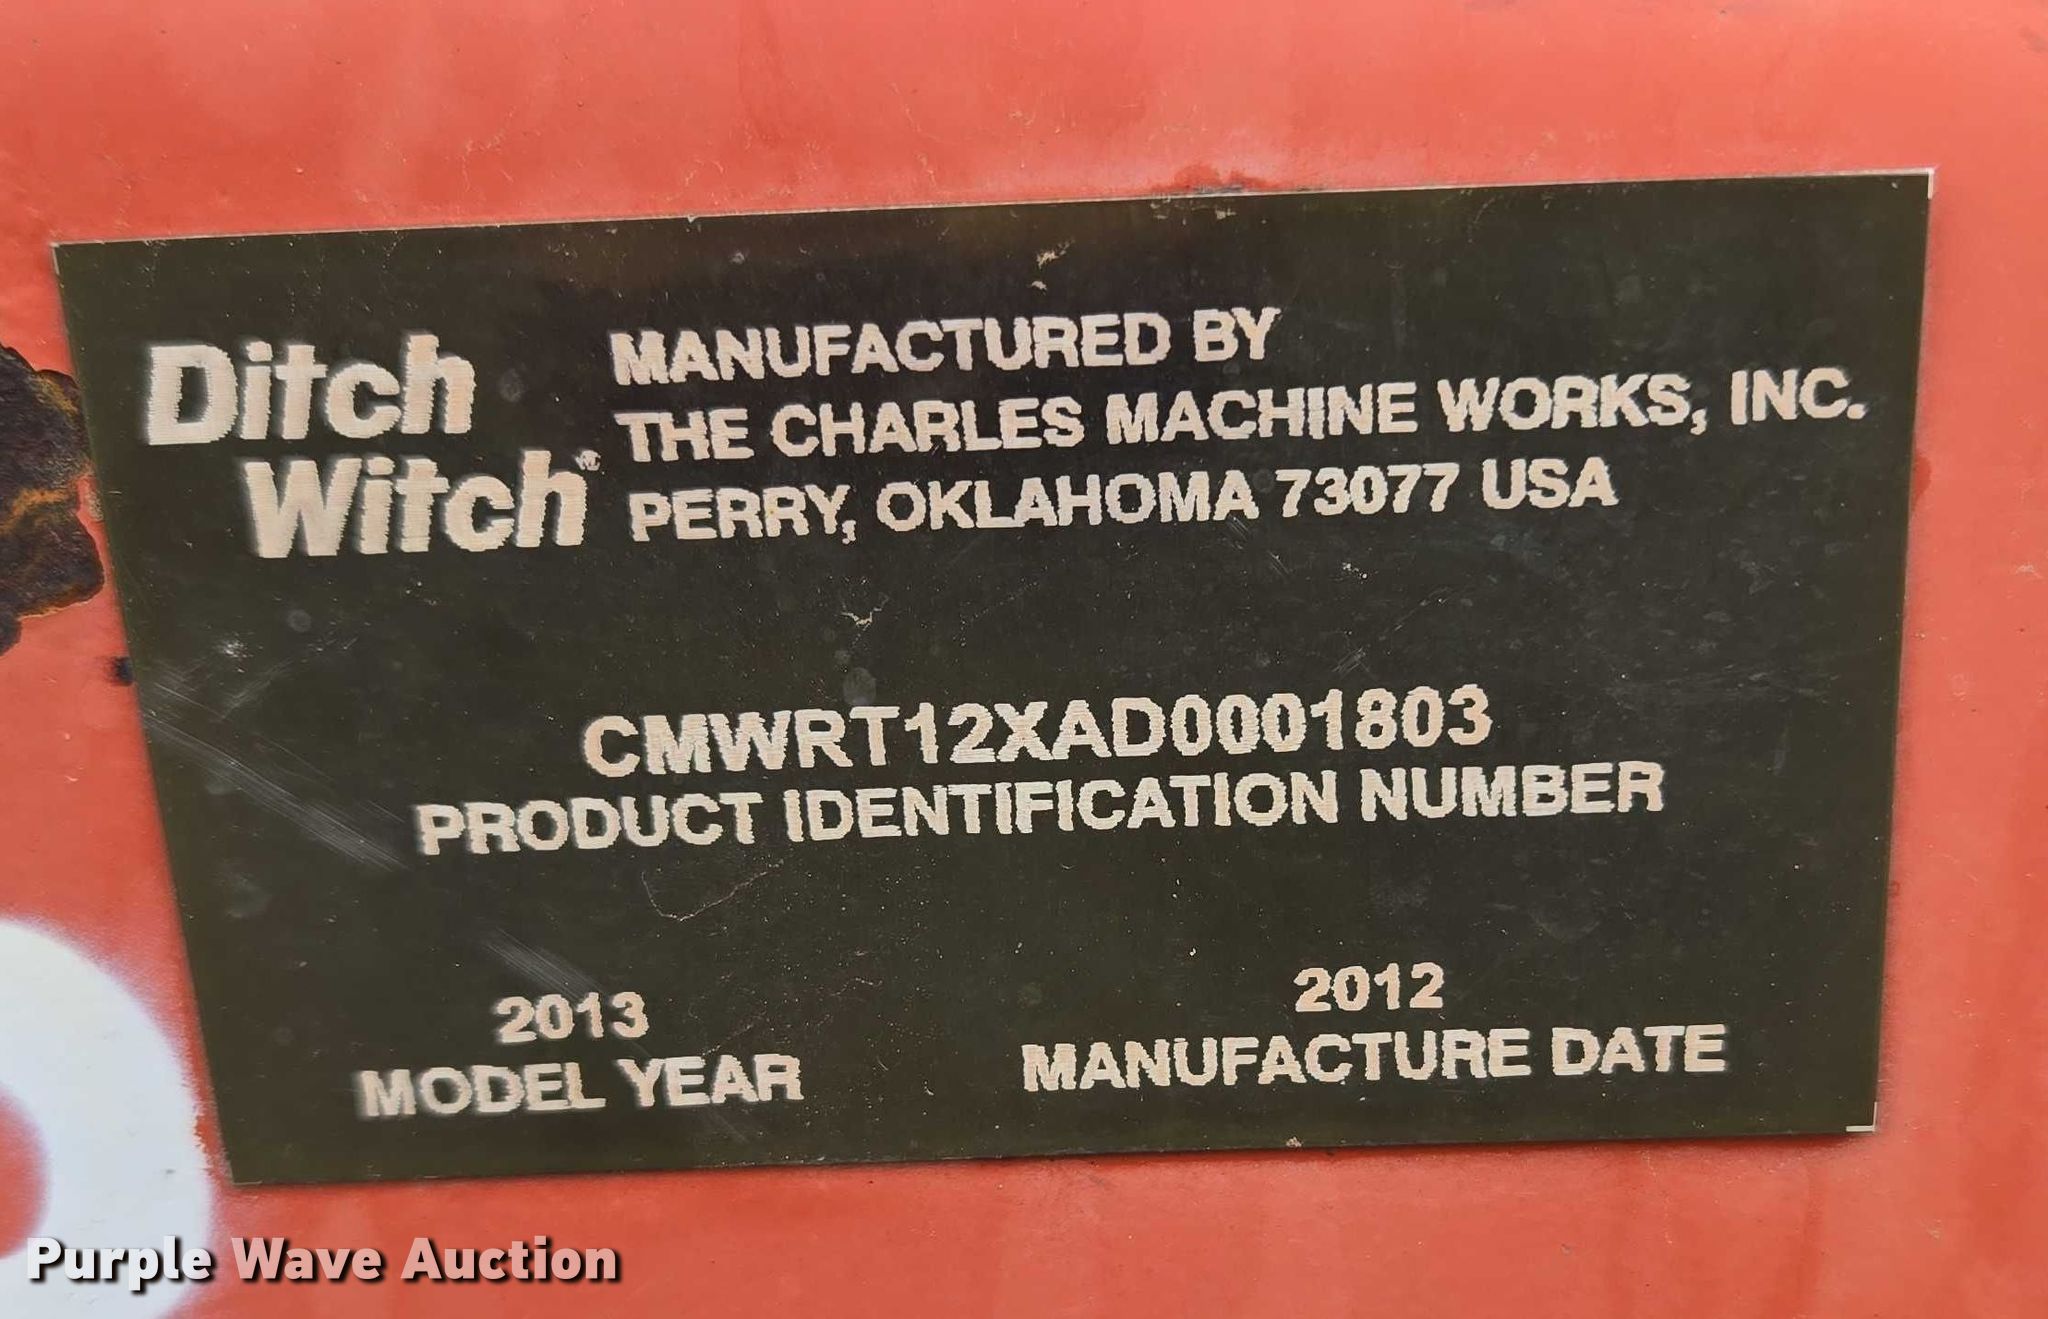 Ditch
Witch
MANUFACTURED BY
THE CHARLES MACHINE WORKS, INC.
PERRY, OKLAHOMA 73077 USA
CMWRT12XAD0001803
PRODUCT IDENTIFICATION NUMBER
2013
MODEL YEAR
2012
MANUFACTURE DATE
Purple Wave Auction